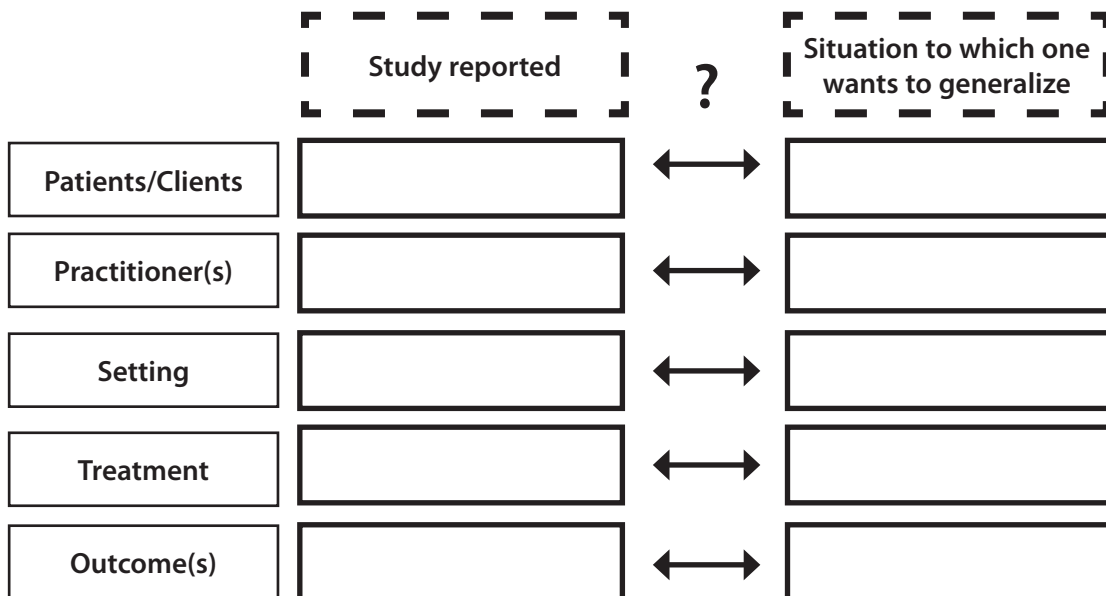 Study reported
?
Situation to which one
wants to generalize
Patients/Clients
Practitioner(s)
Setting
Treatment
Outcome(s)